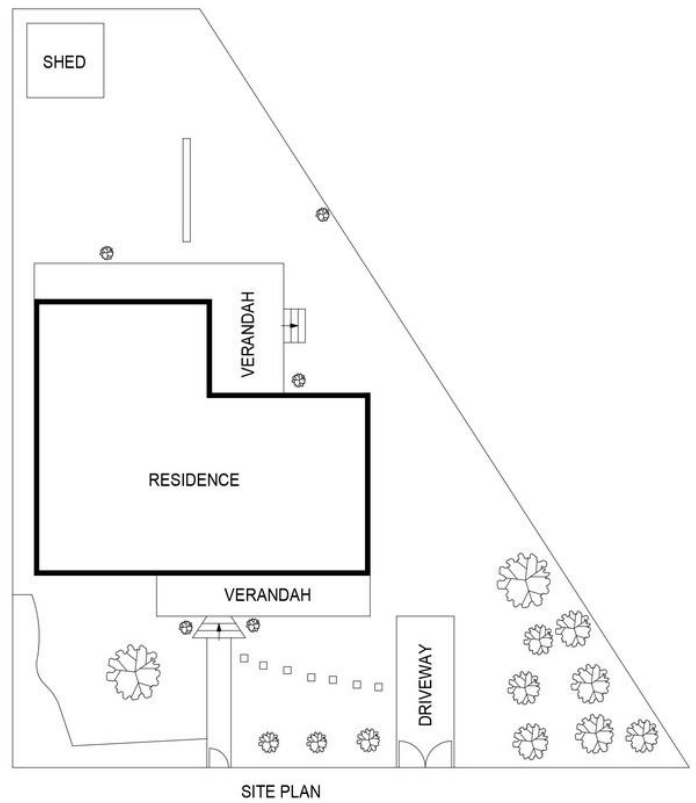 SHED
VERANDAH
RESIDENCE
VERANDAH
DRIVEWAY
SITE PLAN